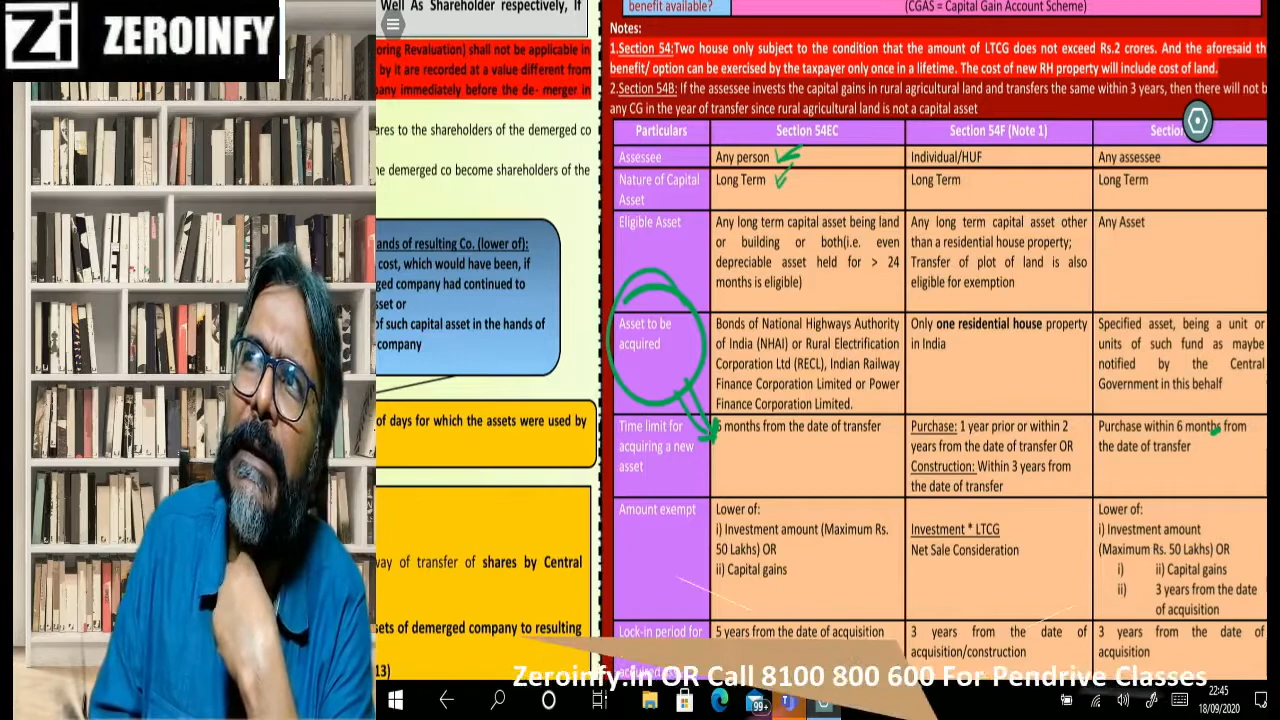 Zi ZEROINFY
Well As Shareholder respectively, If
oring Revaluation) shall not be applicable in
by it are recorded at a value different from
pany immediately before the de- merger in
ares to the shareholders of the demerged co
he demerged co become shareholders of the
ands of resulting Co. (lower of):
cost, which would have been, if
ged company had continued to
sset or
of such capital asset in the hands of
company
of days for which the assets were used by
way of transfer of shares by Central
sets of demerged company to resulting
13)
benefit available?
(CGAS = Capital Gain Account Scheme)
Notes:
1.Section 54:Two house only subject to the condition that the amount of LTCG does not exceed Rs.2 crores. And the aforesaid th
benefit/ option can be exercised by the taxpayer only once in a lifetime. The cost of new RH property will include cost of land.
2.Section 54B: If the assessee invests the capital gains in rural agricultural land and transfers the same within 3 years, then there will not b
any CG in the year of transfer since rural agricultural land is not a capital asset
Particulars Section 54EC Section 54F (Note 1) Sectio
Assessee Any person Individual/HUF Any assessee
Nature of Capital Long Term Long Term Long Term
Asset
Eligible Asset Any long term capital asset being land Any long term capital asset other Any Asset
or building or both(i.e. even than a residential house property;
depreciable asset held for > 24 Transfer of plot of land is also
months is eligible) eligible for exemption
Asset to be Bonds of National Highways Authority Only one residential house property Specified asset, being a unit or
acquired of India (NHAI) or Rural Electrification in India units of such fund as maybe
Corporation Ltd (RECL), Indian Railway notified by the Central
Finance Corporation Limited or Power Government in this behalf
Finance Corporation Limited.
Time limit for 6 months from the date of transfer Purchase: 1 year prior or within 2 Purchase within 6 months from
acquiring a new years from the date of transfer OR the date of transfer
asset Construction: Within 3 years from
the date of transfer
Amount exempt Lower of: Lower of:
i) Investment amount (Maximum Rs. Investment * LTCG i) Investment amount
50 Lakhs) OR Net Sale Consideration (Maximum Rs. 50 Lakhs) OR
ii) Capital gains i) ii) Capital gains
ii) 3 years from the date
of acquisition
Lock-in period for 5 years from the date of acquisition 3 years from the date of 3 years from the date of
acquisition/construction acquisition
Zeroinfy.In OR Call 8100 800 600 For Pendrive Classes
99+
22:45
18/09/2020